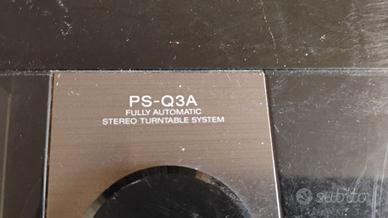 PS-Q3A
FULLY AUTOMATIC
STEREO TURNTABLE SYSTEM
subito